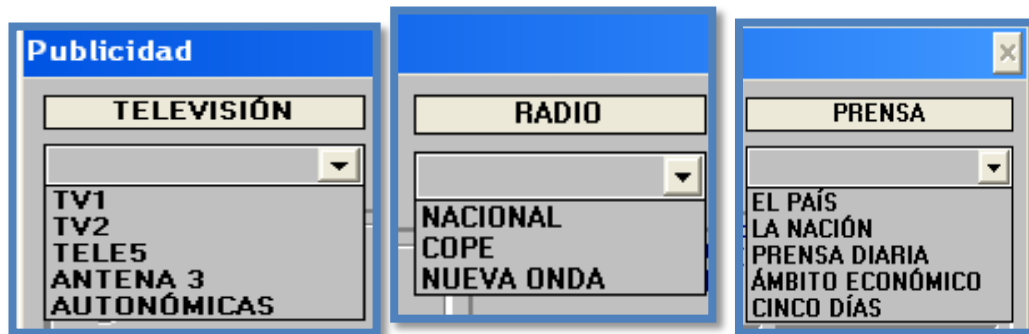 Publicidad
TELEVISIÓN
TV1
TV2
TELE5
ANTENA 3
AUTONÓMICAS
RADIO
NACIONAL
COPE
NUEVA ONDA
PRENSA
EL PAÍS
LA NACIÓN
PRENSA DIARIA
ÁMBITO ECONÓMICO
CINCO DÍAS